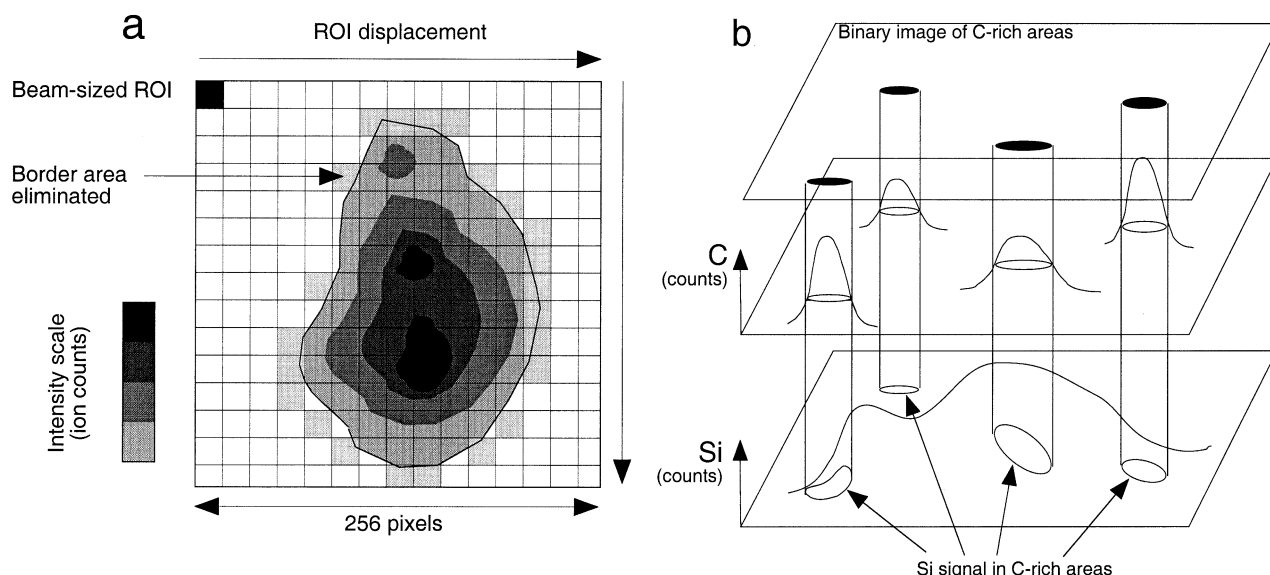 a
ROI displacement
Beam-sized ROI
Border area
eliminated
Intensity scale
(ion counts)
256 pixels
b
Binary image of C-rich areas
C
(counts)
Si
(counts)
Si signal in C-rich areas